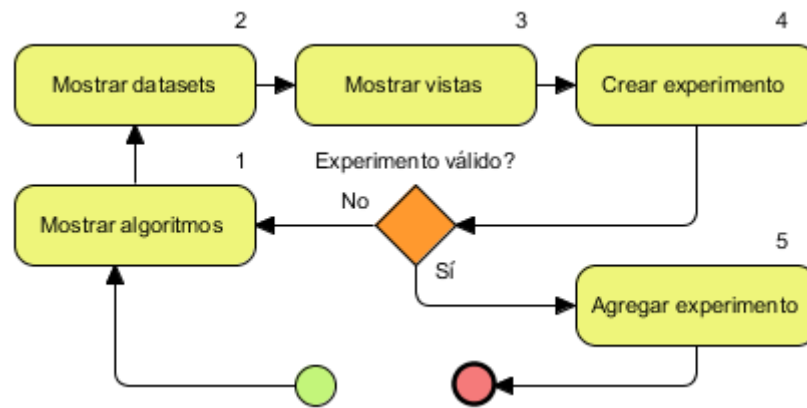 2
3
4
Mostrar datasets
Mostrar vistas
Crear experimento
1
Experimento válido?
No
Mostrar algoritmos
Sí
5
Agregar experimento